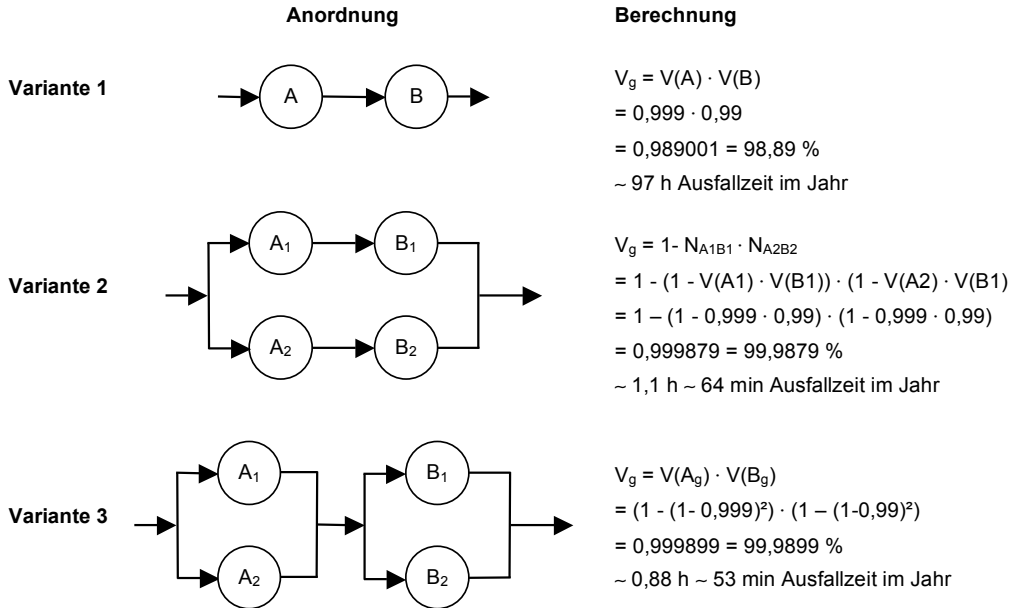 Anordnung Berechnung
Variante 1
A B
V₉ = V(A) · V(B)
= 0,999 · 0,99
= 0,989001 = 98,89 %
~ 97 h Ausfallzeit im Jahr
Variante 2
A₁ B₁
A₂ B₂
V₉ = 1- N_A1B1 · N_A2B2
= 1 - (1 - V(A1) · V(B1)) · (1 - V(A2) · V(B1)
= 1 – (1 - 0,999 · 0,99) · (1 - 0,999 · 0,99)
= 0,999879 = 99,9879 %
~ 1,1 h ~ 64 min Ausfallzeit im Jahr
Variante 3
A₁ B₁
A₂ B₂
V_g = V(A_g) · V(B_g)
= (1 - (1- 0,999)²) · (1 – (1-0,99)²)
= 0,999899 = 99,9899 %
~ 0,88 h ~ 53 min Ausfallzeit im Jahr